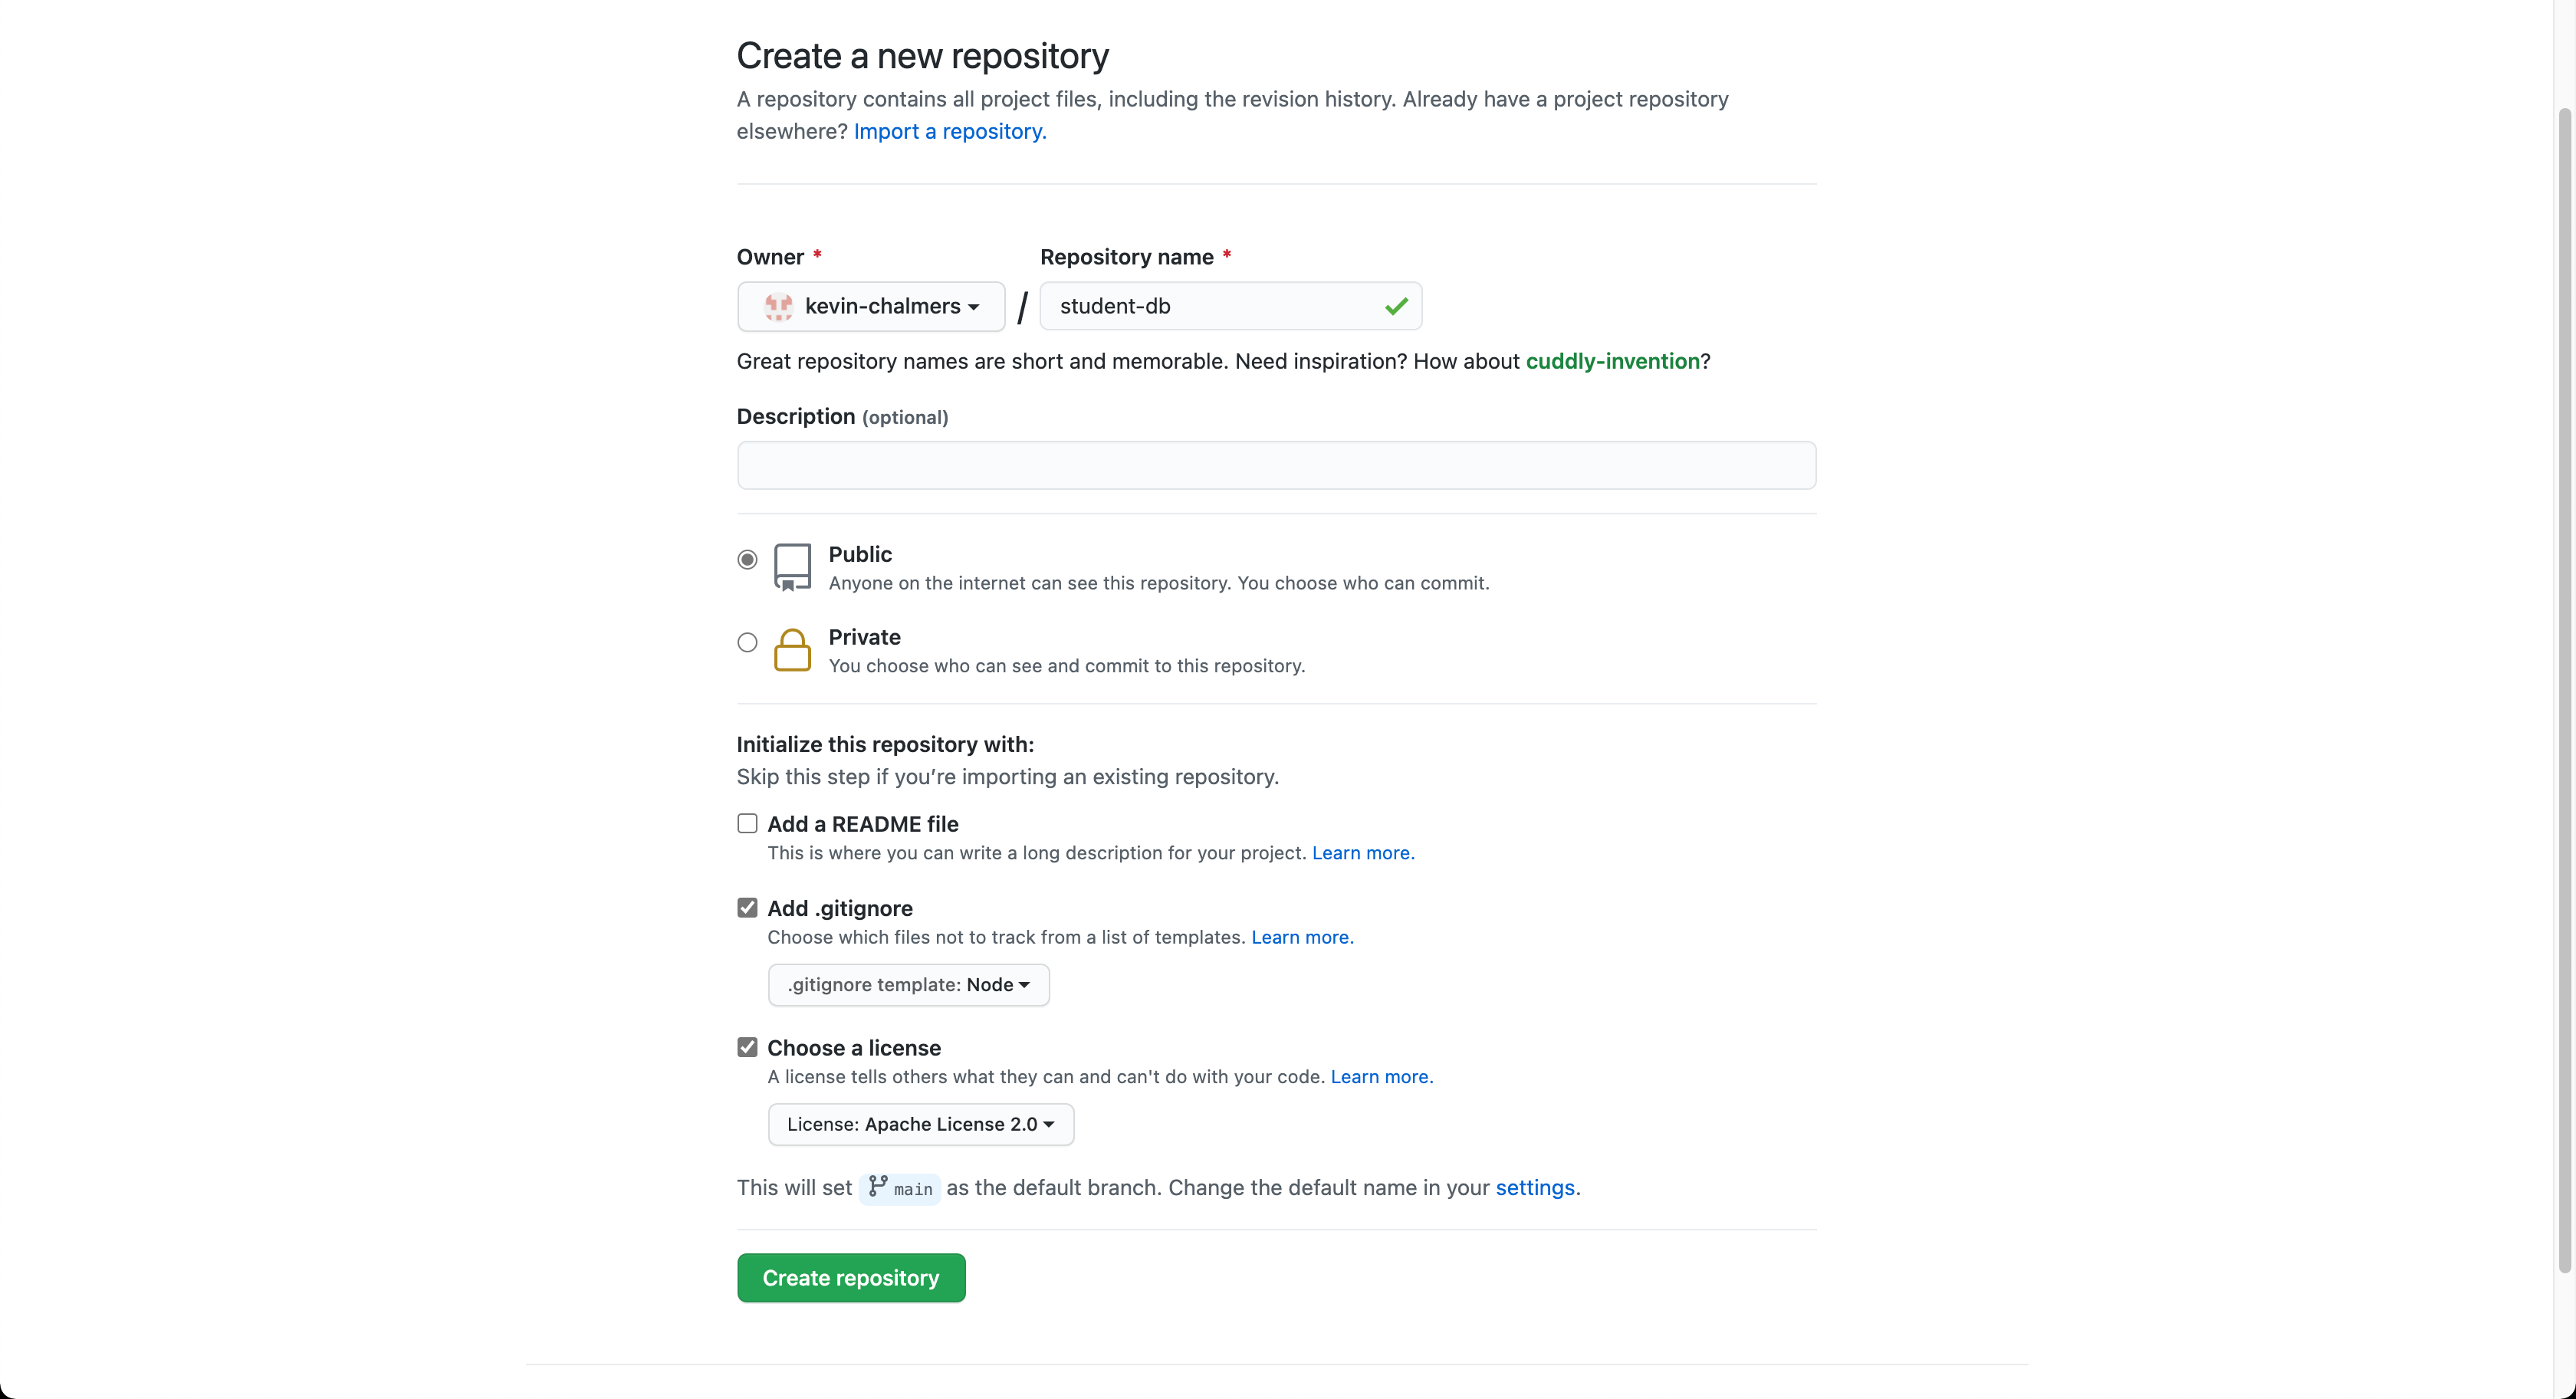 Create a new repository
A repository contains all project files, including the revision history. Already have a project repository
elsewhere? Import a repository.
Owner *
Repository name *
kevin-chalmers
/
student-db
Great repository names are short and memorable. Need inspiration? How about cuddly-invention?
Description (optional)
Public
Anyone on the internet can see this repository. You choose who can commit.
Private
You choose who can see and commit to this repository.
Initialize this repository with:
Skip this step if you’re importing an existing repository.
Add a README file
This is where you can write a long description for your project. Learn more.
Add .gitignore
Choose which files not to track from a list of templates. Learn more.
.gitignore template: Node
Choose a license
A license tells others what they can and can't do with your code. Learn more.
License: Apache License 2.0
This will set main as the default branch. Change the default name in your settings.
Create repository